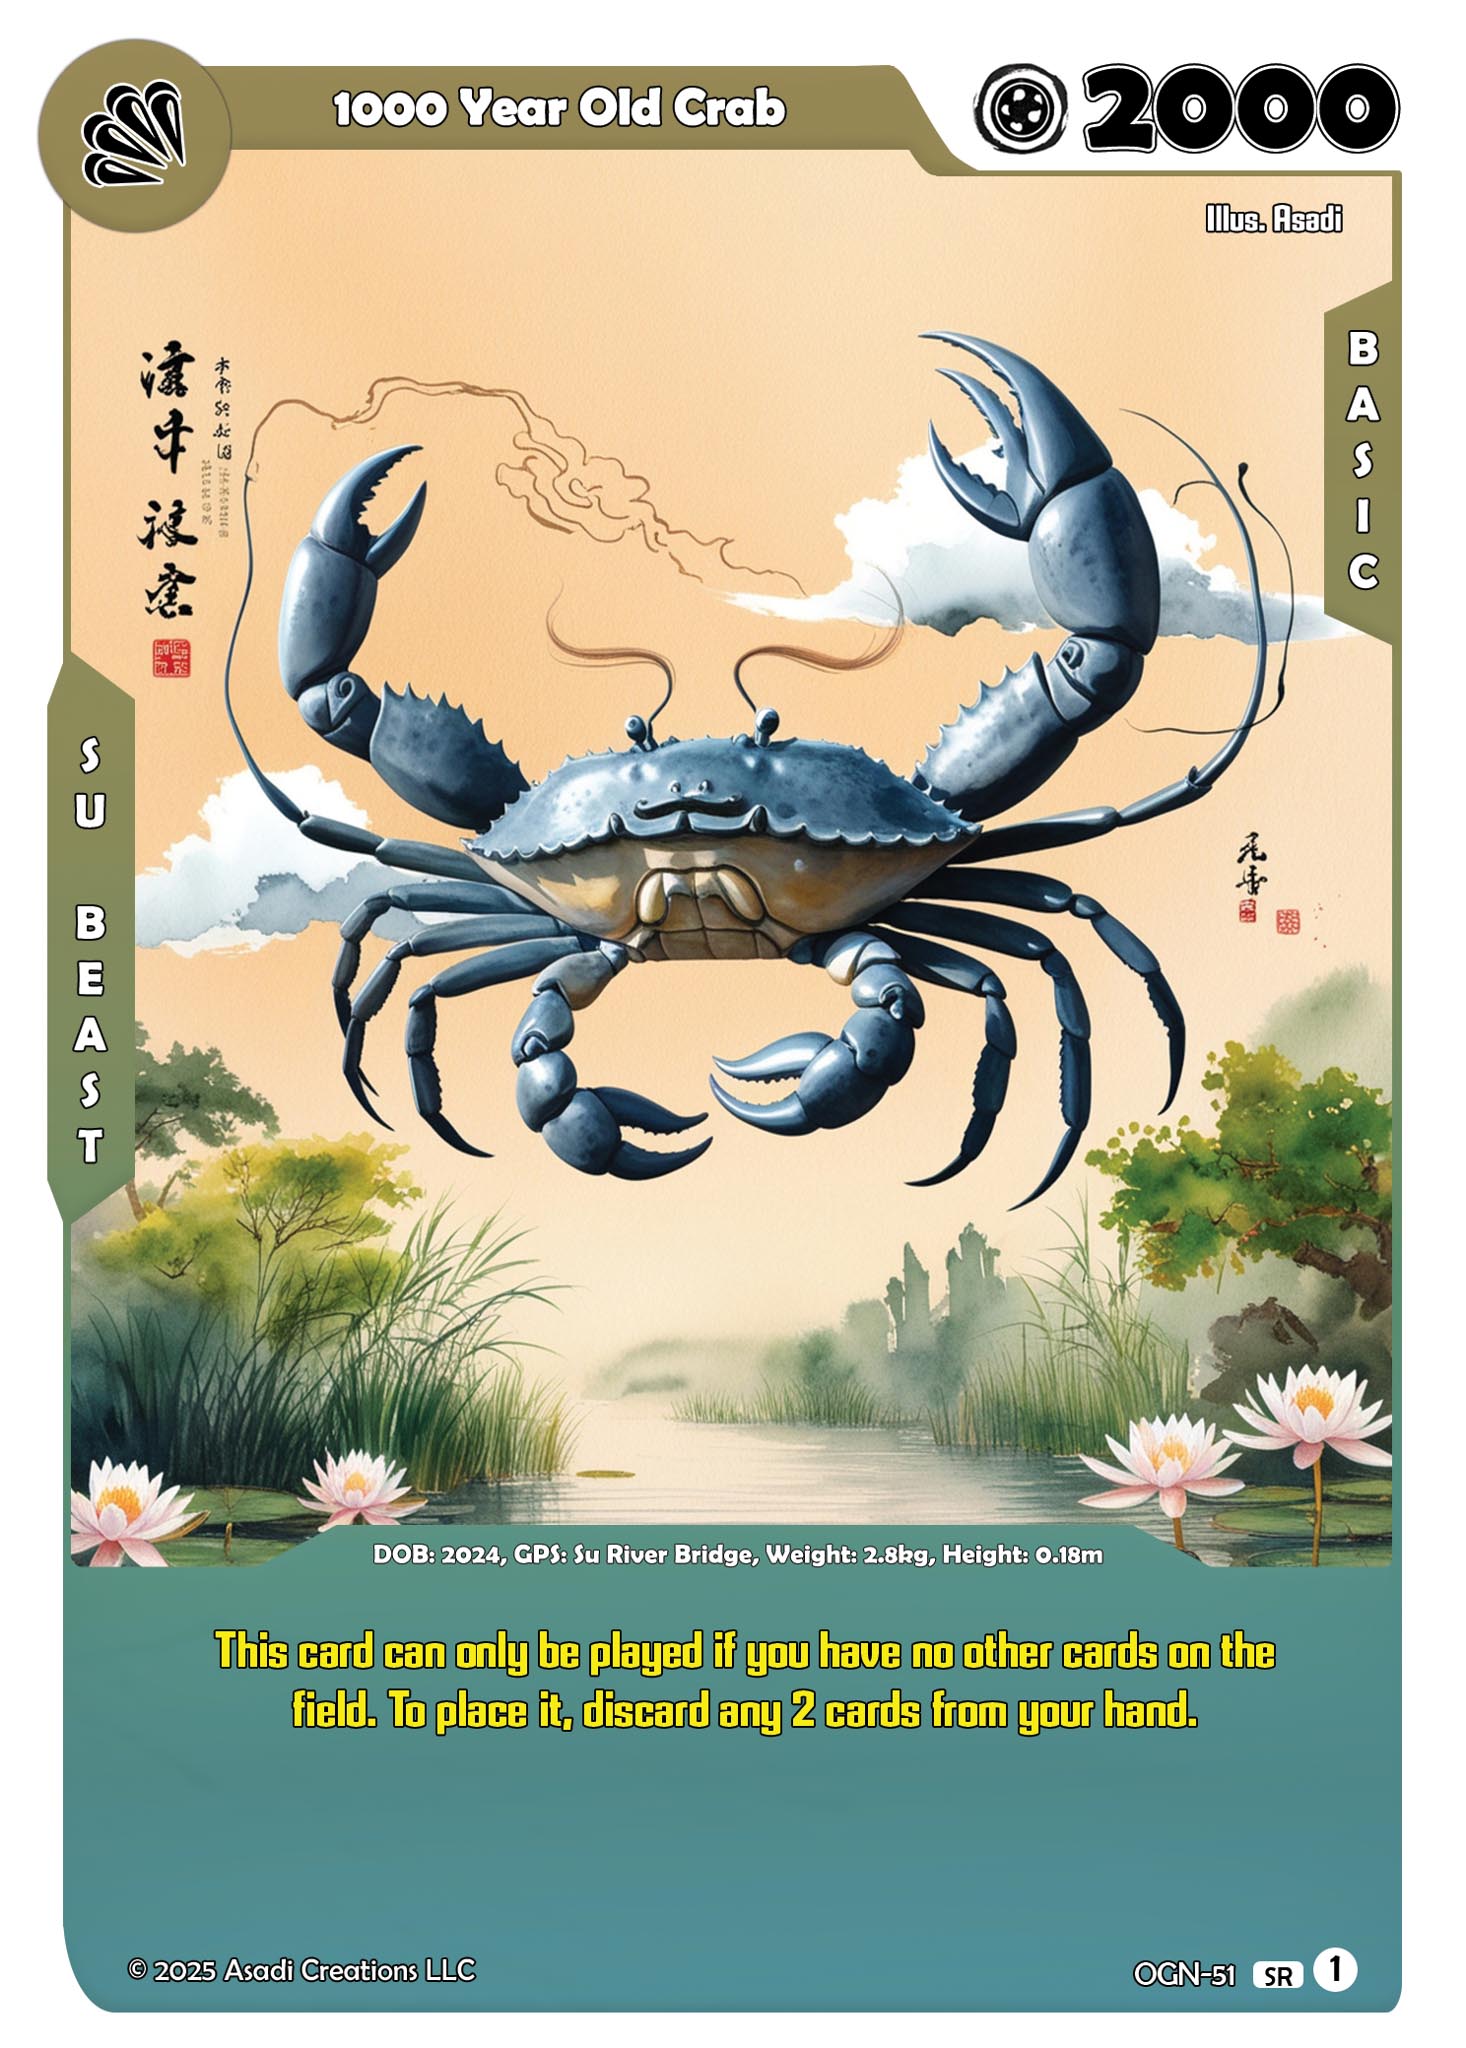 1000 Year Old Crab
2000
Illus. Asadi
BASIC
SU BEAST
DOB: 2024, GPS: Su River Bridge, Weight: 2.8kg, Height: 0.18m
This card can only be played if you have no other cards on the
field. To place it, discard any 2 cards from your hand.
© 2025 Asadi Creations LLC
OGN-51 SR 1